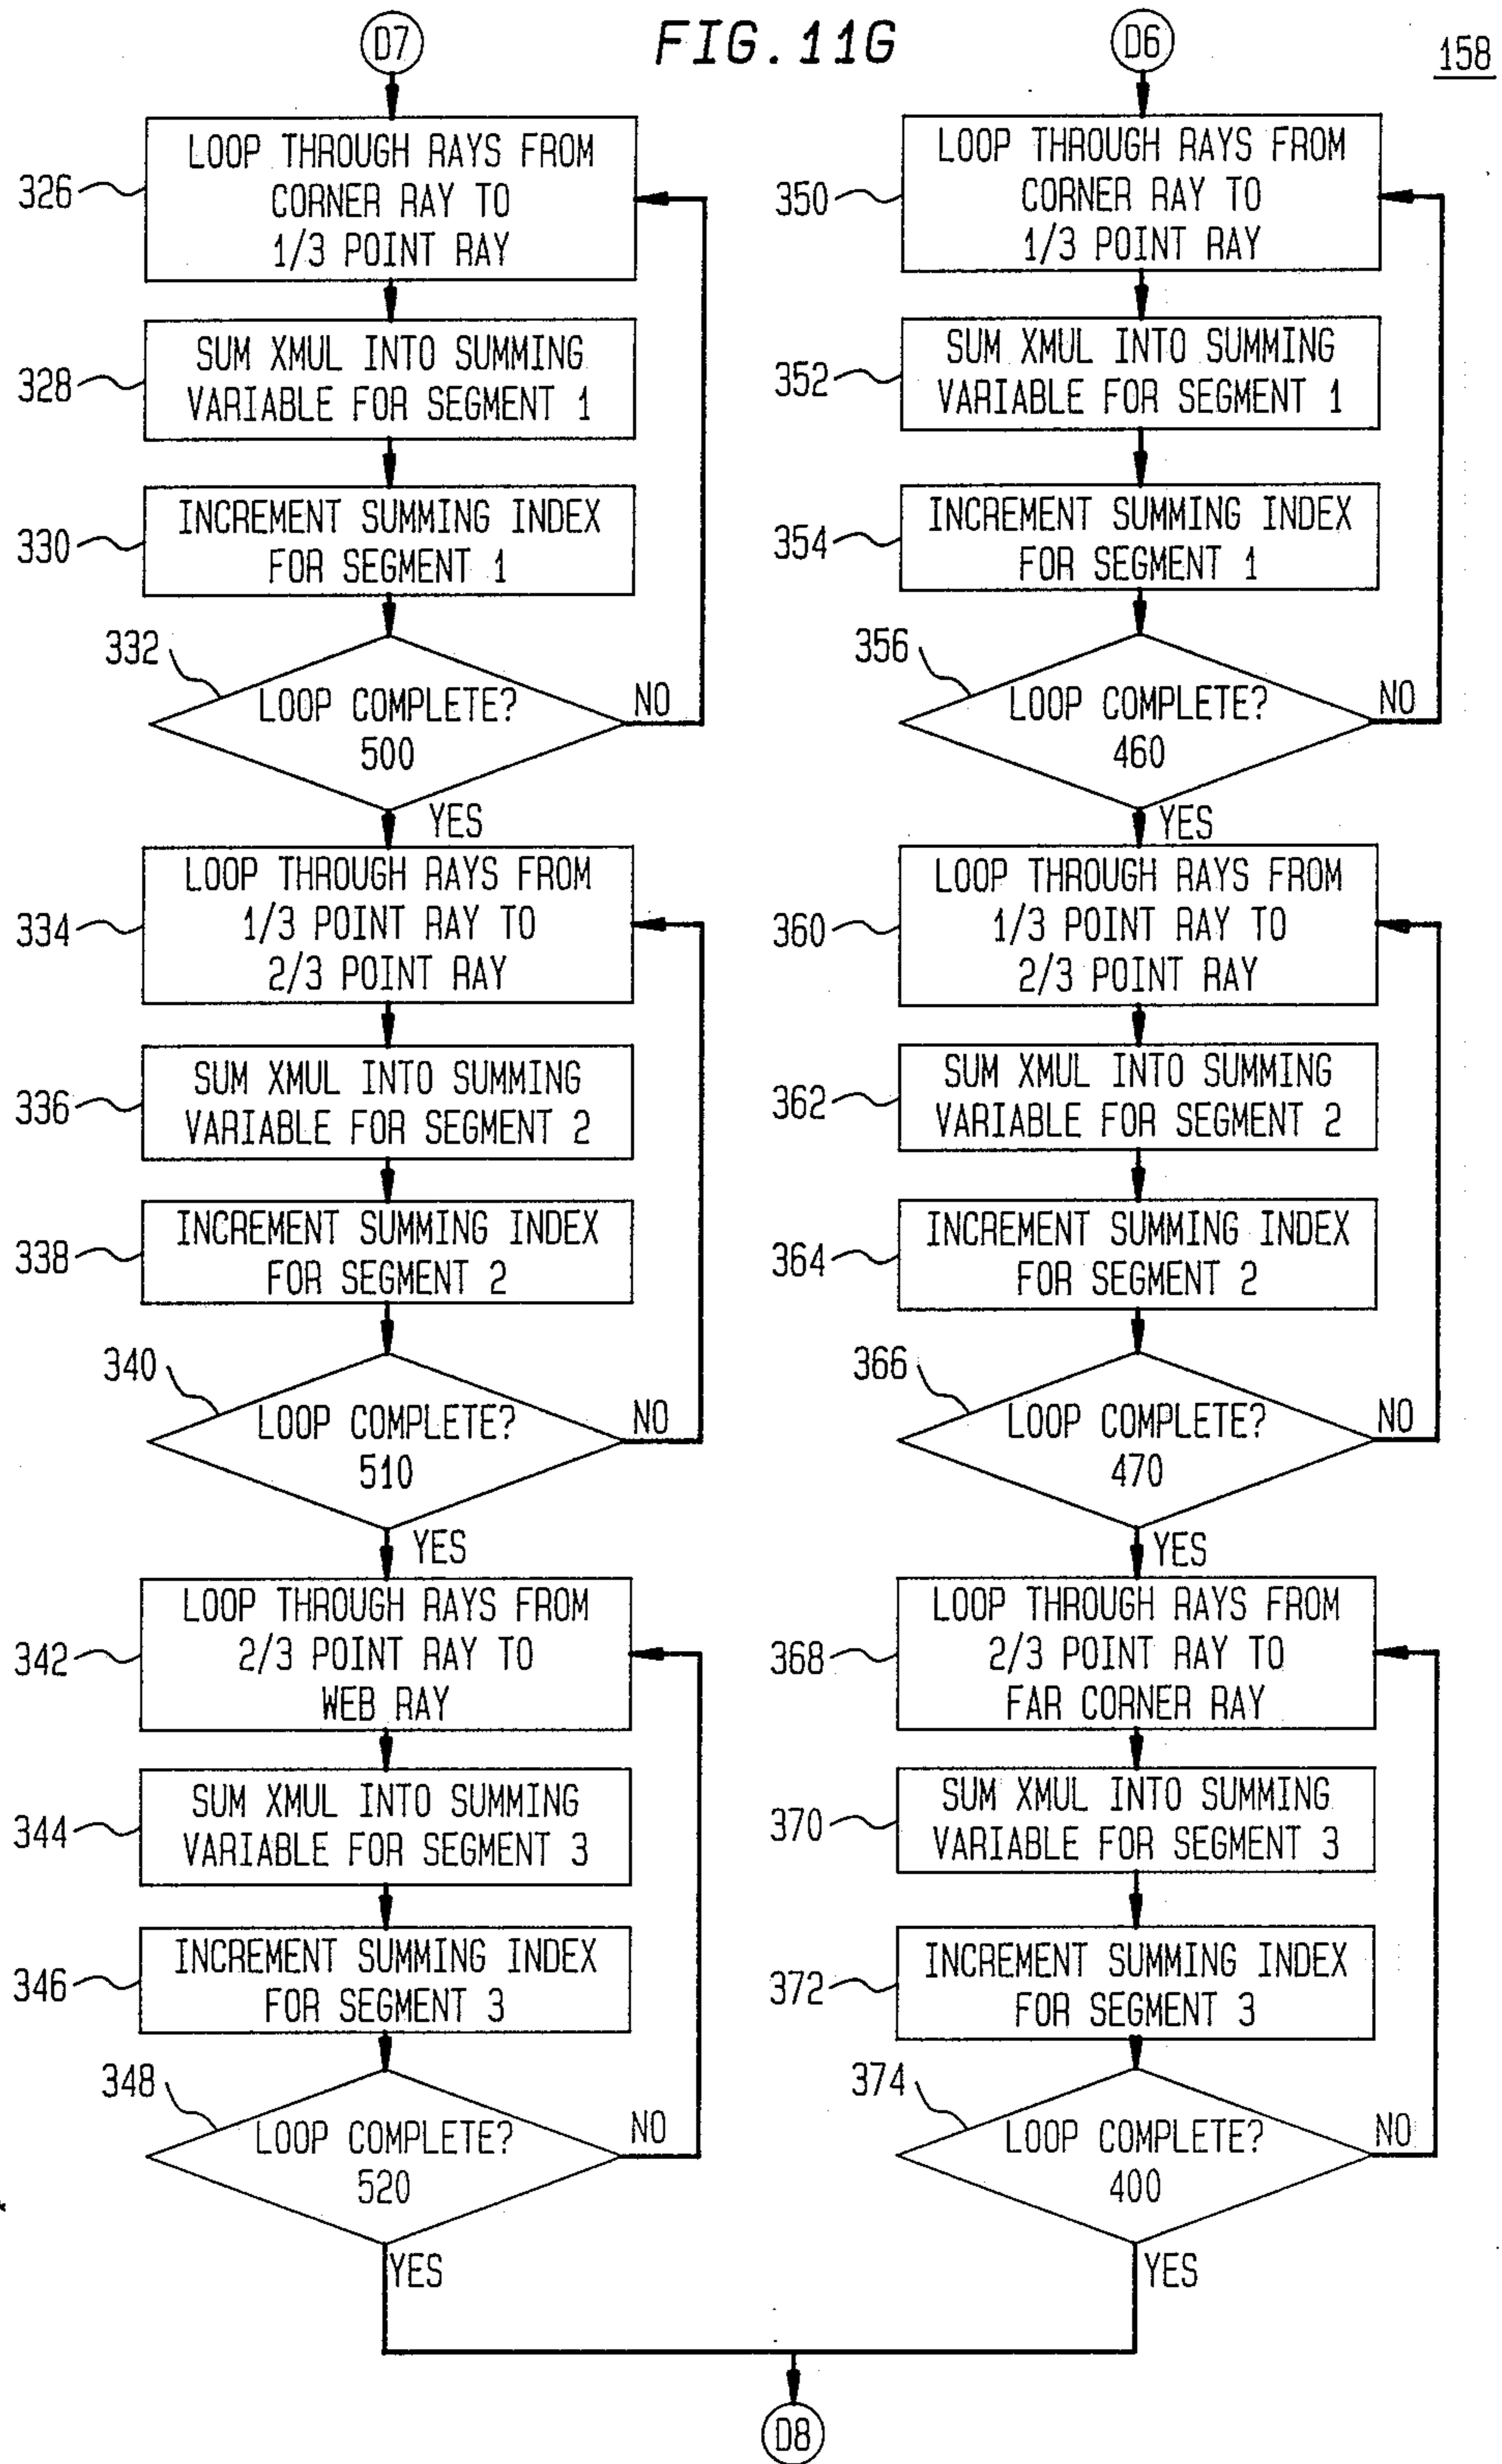 FIG. 11G
158
D7
326
LOOP THROUGH RAYS FROM
CORNER RAY TO
1/3 POINT RAY
328
SUM XMUL INTO SUMMING
VARIABLE FOR SEGMENT 1
330
INCREMENT SUMMING INDEX
FOR SEGMENT 1
332
LOOP COMPLETE?
500
NO
YES
334
LOOP THROUGH RAYS FROM
1/3 POINT RAY TO
2/3 POINT RAY
336
SUM XMUL INTO SUMMING
VARIABLE FOR SEGMENT 2
338
INCREMENT SUMMING INDEX
FOR SEGMENT 2
340
LOOP COMPLETE?
510
NO
YES
342
LOOP THROUGH RAYS FROM
2/3 POINT RAY TO
WEB RAY
344
SUM XMUL INTO SUMMING
VARIABLE FOR SEGMENT 3
346
INCREMENT SUMMING INDEX
FOR SEGMENT 3
348
LOOP COMPLETE?
520
NO
YES
D6
350
LOOP THROUGH RAYS FROM
CORNER RAY TO
1/3 POINT RAY
352
SUM XMUL INTO SUMMING
VARIABLE FOR SEGMENT 1
354
INCREMENT SUMMING INDEX
FOR SEGMENT 1
356
LOOP COMPLETE?
460
NO
YES
360
LOOP THROUGH RAYS FROM
1/3 POINT RAY TO
2/3 POINT RAY
362
SUM XMUL INTO SUMMING
VARIABLE FOR SEGMENT 2
364
INCREMENT SUMMING INDEX
FOR SEGMENT 2
366
LOOP COMPLETE?
470
NO
YES
368
LOOP THROUGH RAYS FROM
2/3 POINT RAY TO
FAR CORNER RAY
370
SUM XMUL INTO SUMMING
VARIABLE FOR SEGMENT 3
372
INCREMENT SUMMING INDEX
FOR SEGMENT 3
374
LOOP COMPLETE?
400
NO
YES
D8